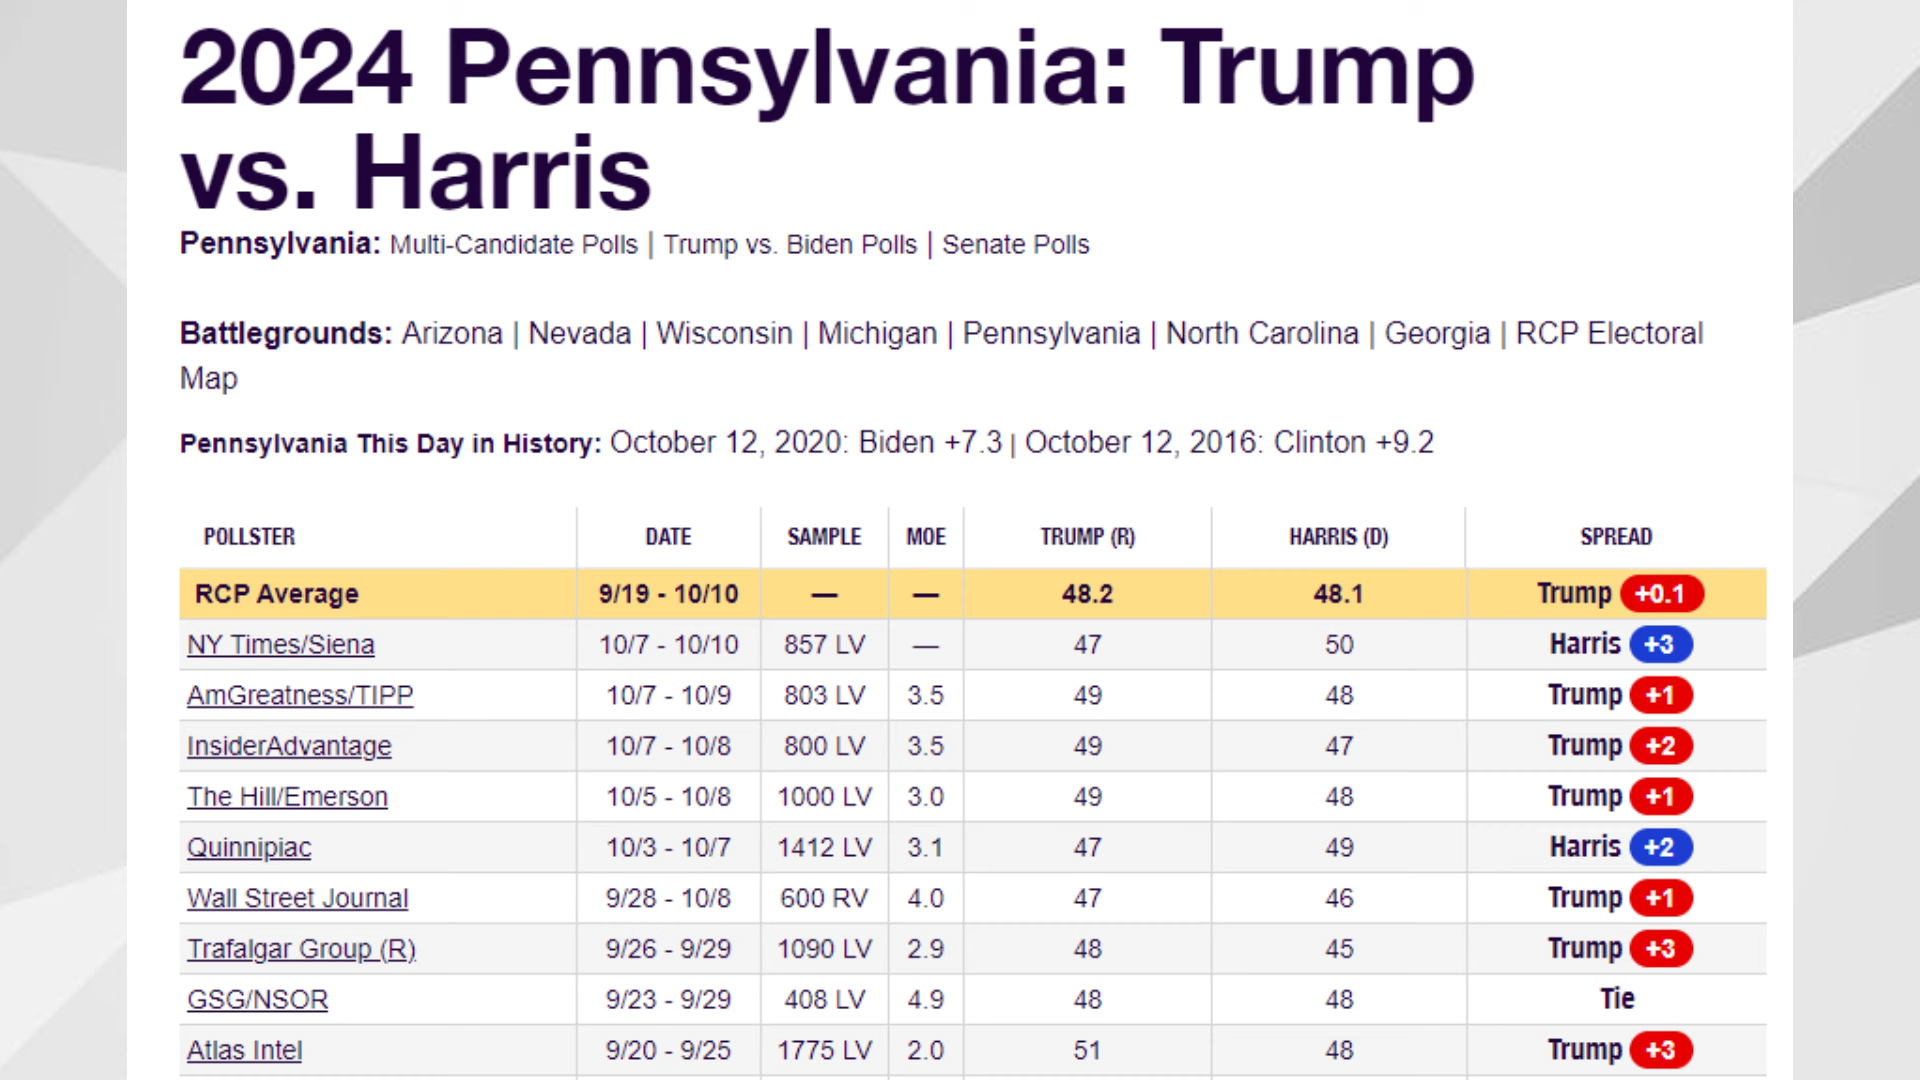 2024 Pennsylvania: Trump
vs. Harris
Pennsylvania: Multi-Candidate Polls | Trump vs. Biden Polls | Senate Polls
Battlegrounds: Arizona | Nevada | Wisconsin | Michigan | Pennsylvania | North Carolina | Georgia | RCP Electoral
Map
Pennsylvania This Day in History: October 12, 2020: Biden +7.3 | October 12, 2016: Clinton +9.2
POLLSTER DATE SAMPLE MOE TRUMP (R) HARRIS (D) SPREAD
RCP Average 9/19 - 10/10 — — 48.2 48.1 Trump +0.1
NY Times/Siena 10/7 - 10/10 857 LV — 47 50 Harris +3
AmGreatness/TIPP 10/7 - 10/9 803 LV 3.5 49 48 Trump +1
InsiderAdvantage 10/7 - 10/8 800 LV 3.5 49 47 Trump +2
The Hill/Emerson 10/5 - 10/8 1000 LV 3.0 49 48 Trump +1
Quinnipiac 10/3 - 10/7 1412 LV 3.1 47 49 Harris +2
Wall Street Journal 9/28 - 10/8 600 RV 4.0 47 46 Trump +1
Trafalgar Group (R) 9/26 - 9/29 1090 LV 2.9 48 45 Trump +3
GSG/NSOR 9/23 - 9/29 408 LV 4.9 48 48 Tie
Atlas Intel 9/20 - 9/25 1775 LV 2.0 51 48 Trump +3